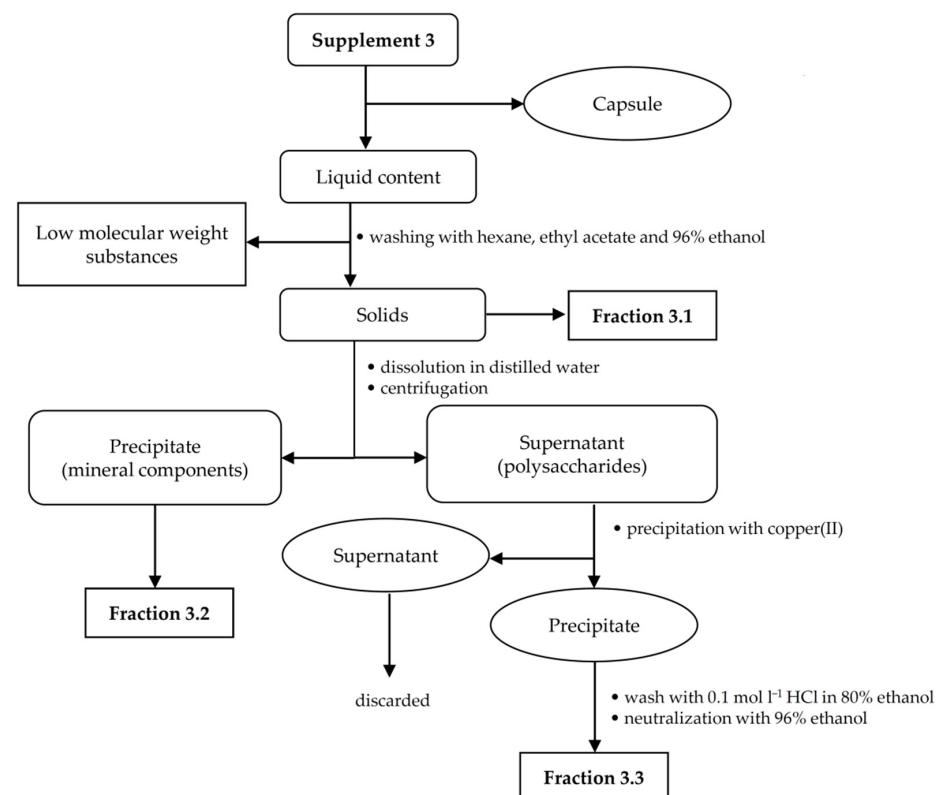 Supplement 3
Capsule
Liquid content
Low molecular weight
substances
• washing with hexane, ethyl acetate and 96% ethanol
Solids
Fraction 3.1
• dissolution in distilled water
• centrifugation
Precipitate
(mineral components)
Supernatant
(polysaccharides)
• precipitation with copper(II)
Supernatant
Fraction 3.2
Precipitate
discarded
• wash with 0.1 mol l⁻¹ HCl in 80% ethanol
• neutralization with 96% ethanol
Fraction 3.3